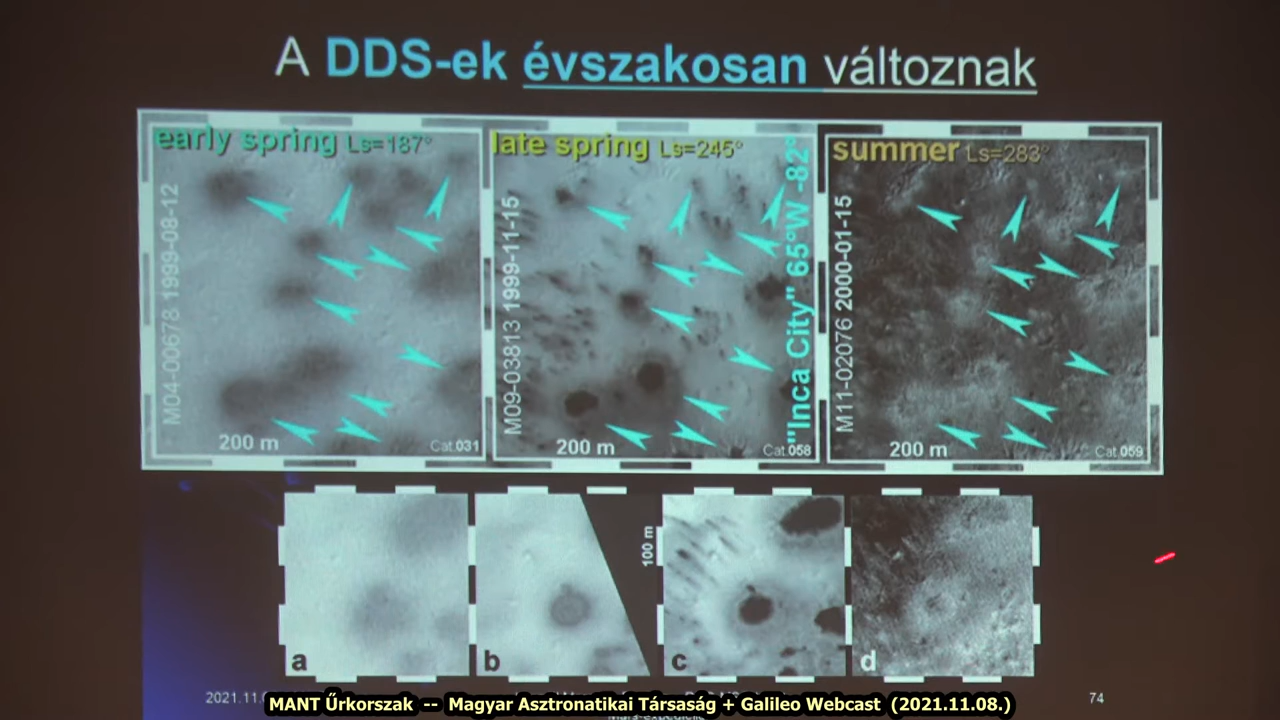 A DDS-ek évszakosan változnak
early spring Ls=187°
late spring Ls=245°
summer Ls=283°
M04-00678 1999-08-12
M09-03813 1999-11-15
"Inca City" 65°W -82°
M11-02076 2000-01-15
200 m
Cat.031
200 m
Cat.058
200 m
Cat.059
100 m
a
b
c
d
74
MANT Űrkorszak -- Magyar Asztronatikai Társaság + Galileo Webcast (2021.11.08.)